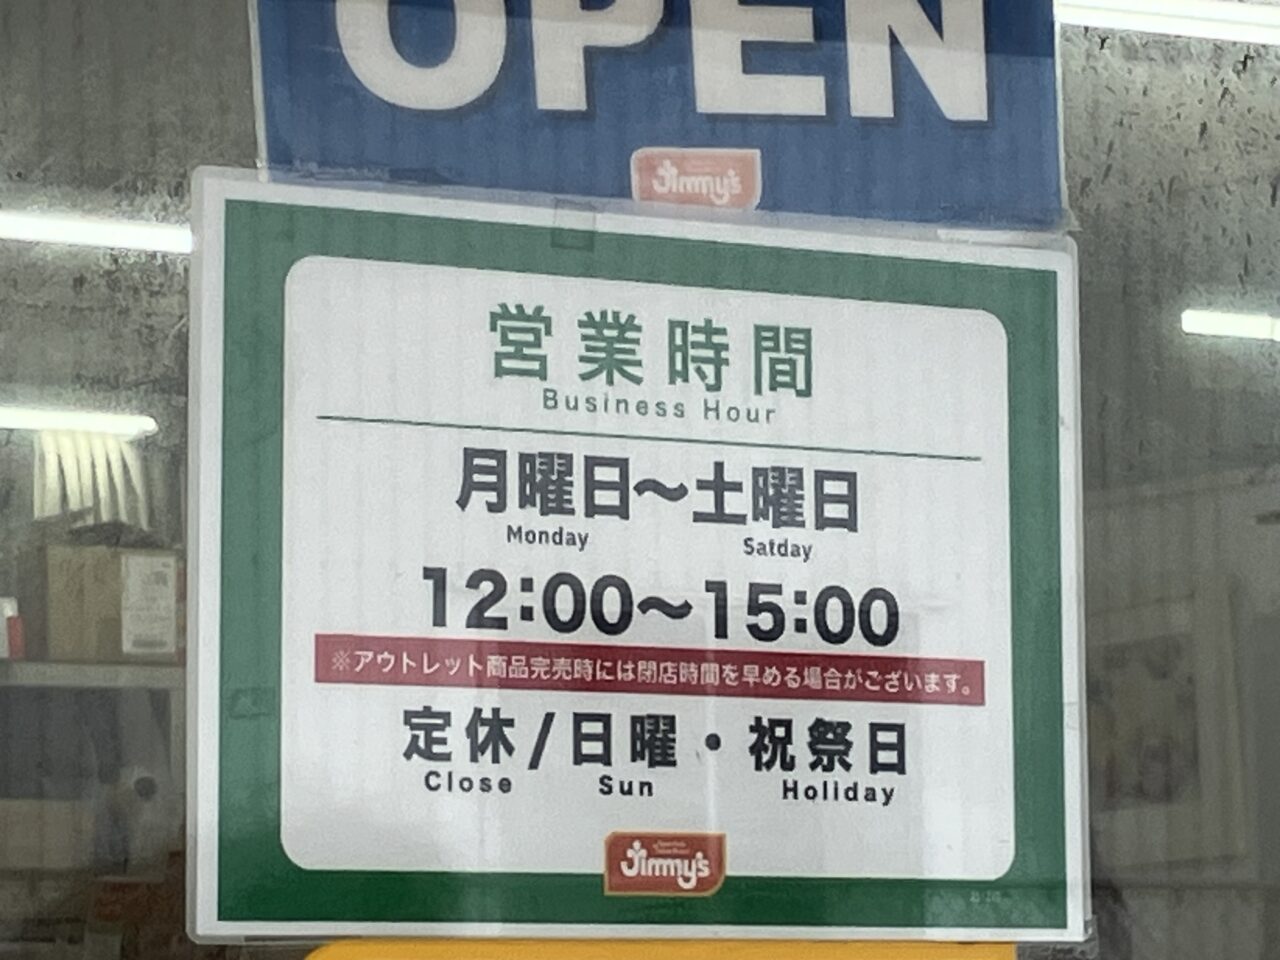 OPEN
Jimmy's
営業時間
Business Hour
月曜日～土曜日
Monday Satday
12:00～15:00
※アウトレット商品完売時には閉店時間を早める場合がございます。
定休/日曜・祝祭日
Close Sun Holiday
Jimmy's